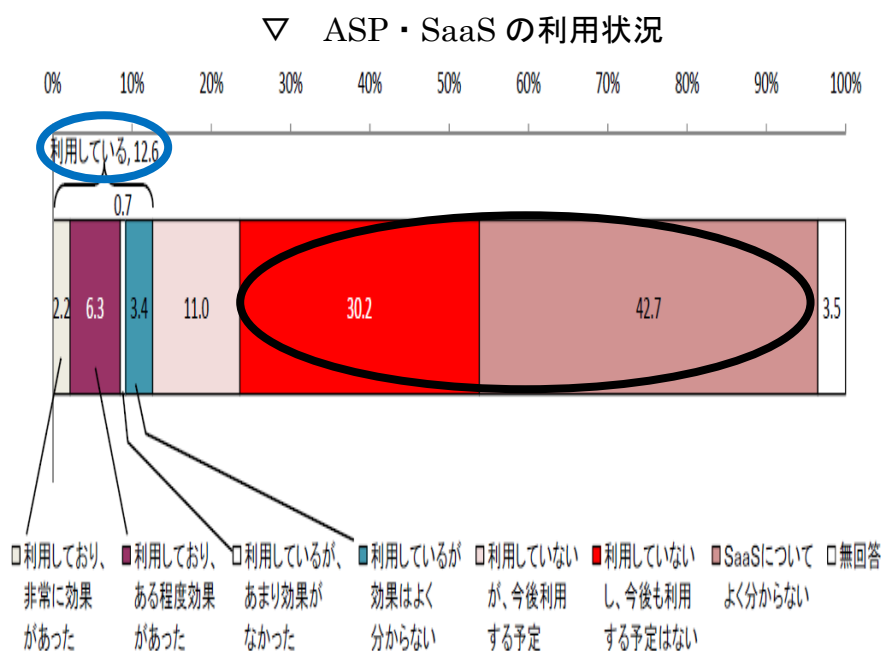 ▽ ASP・SaaS の利用状況
0% 10% 20% 30% 40% 50% 60% 70% 80% 90% 100%
利用している, 12.6
0.7
2.2 6.3 3.4 11.0 30.2 42.7 3.5
利用しており、
非常に効果
があった
利用しており、
ある程度効果
があった
利用しているが、
あまり効果が
なかった
利用しているが
効果はよく
分からない
利用していない
が、今後利用
する予定
利用していない
し、今後も利用
する予定はない
SaaSについて
よく分からない
無回答